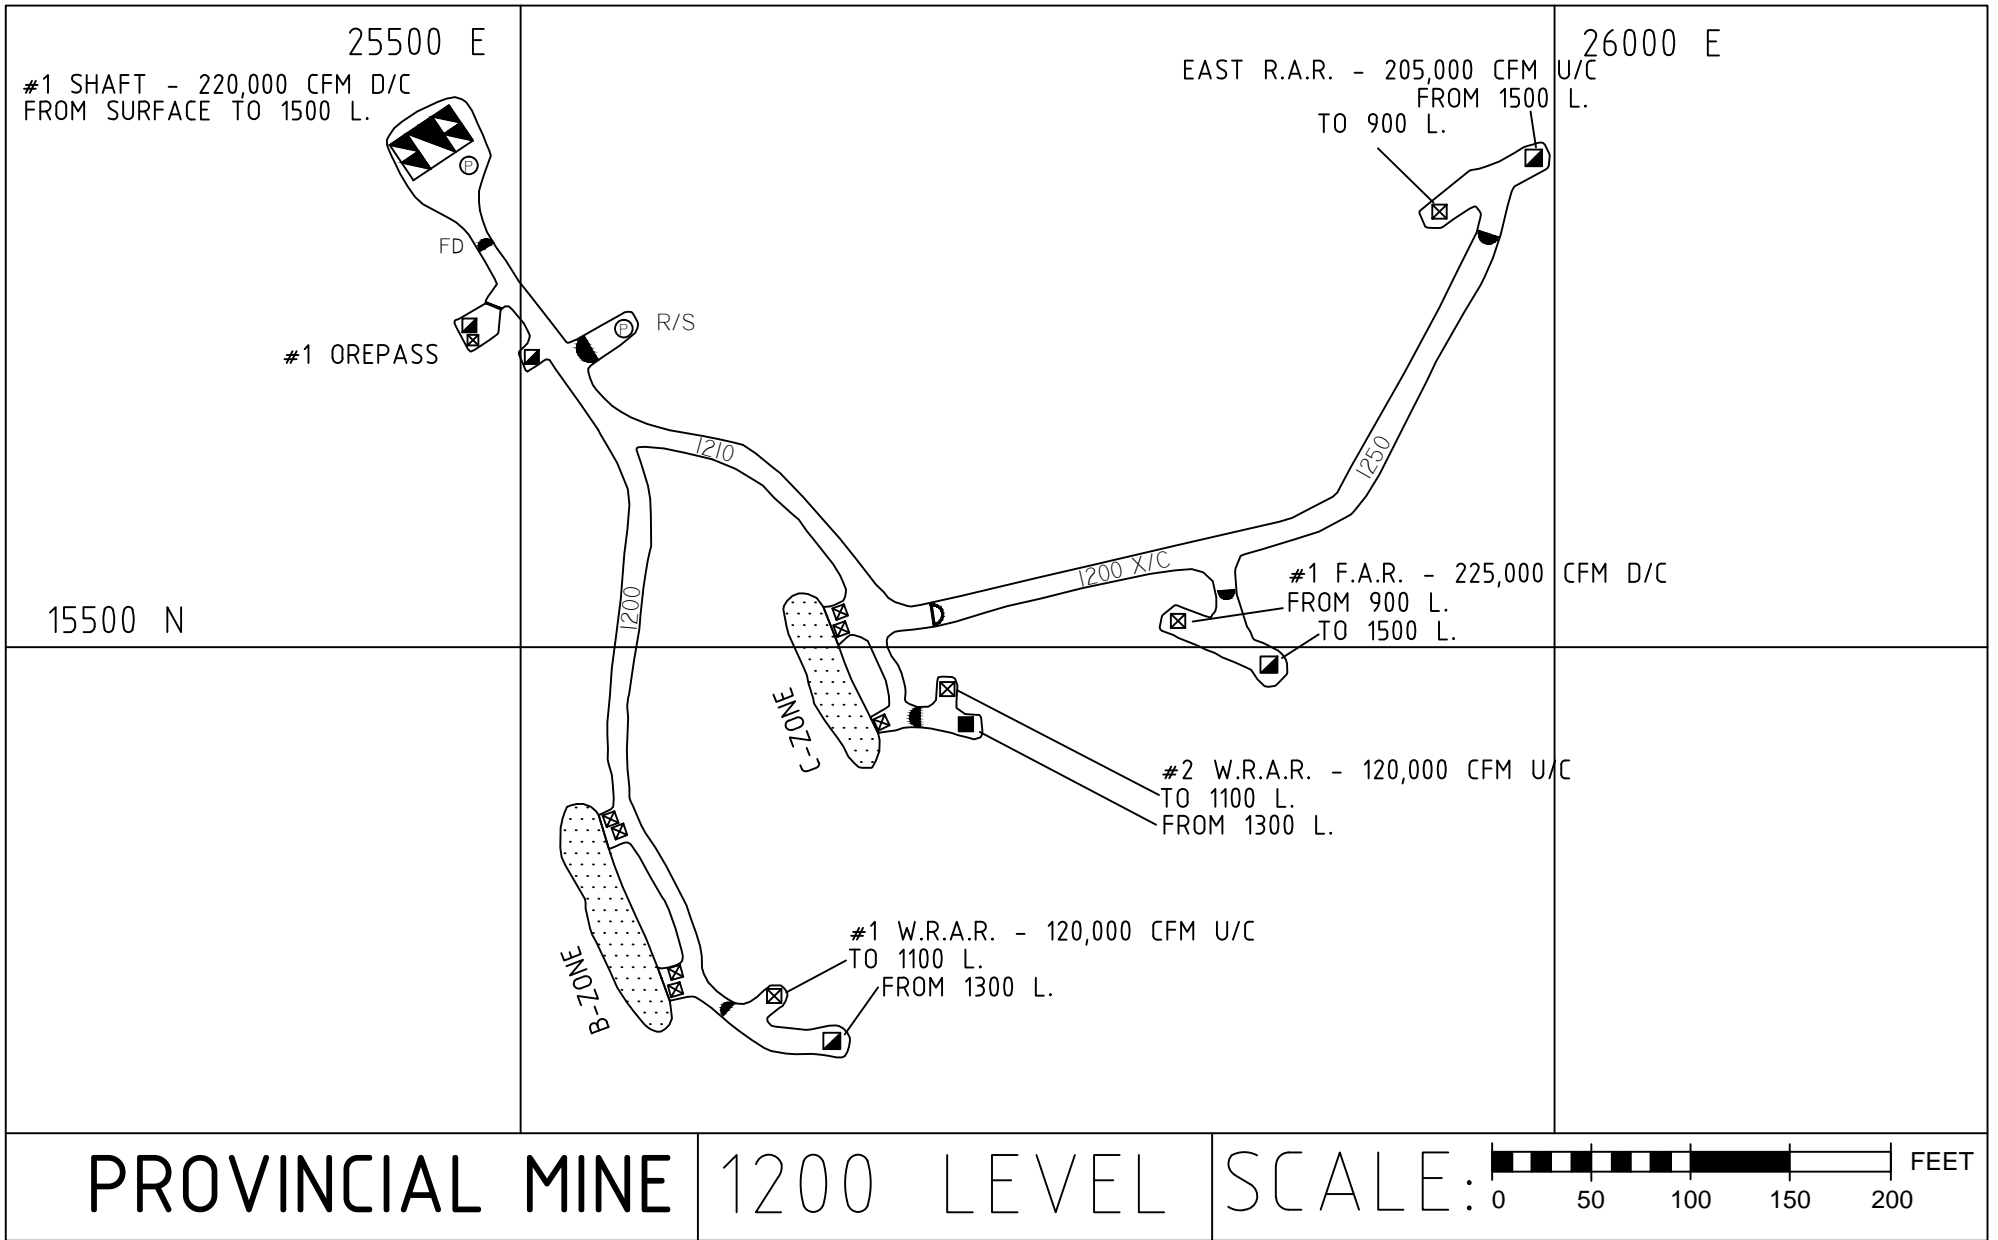 25500 E
26000 E
#1 SHAFT - 220,000 CFM D/C
FROM SURFACE TO 1500 L.
EAST R.A.R. - 205,000 CFM U/C
FROM 1500 L.
TO 900 L.
P
FD
P
R/S
#1 OREPASS
1210
1250
1200 X/C
#1 F.A.R. - 225,000 CFM D/C
FROM 900 L.
TO 1500 L.
15500 N
1200
C-ZONE
#2 W.R.A.R. - 120,000 CFM U/C
TO 1100 L.
FROM 1300 L.
#1 W.R.A.R. - 120,000 CFM U/C
TO 1100 L.
FROM 1300 L.
B-ZONE
PROVINCIAL MINE
1200 LEVEL
SCALE:
0 50 100 150 200
FEET